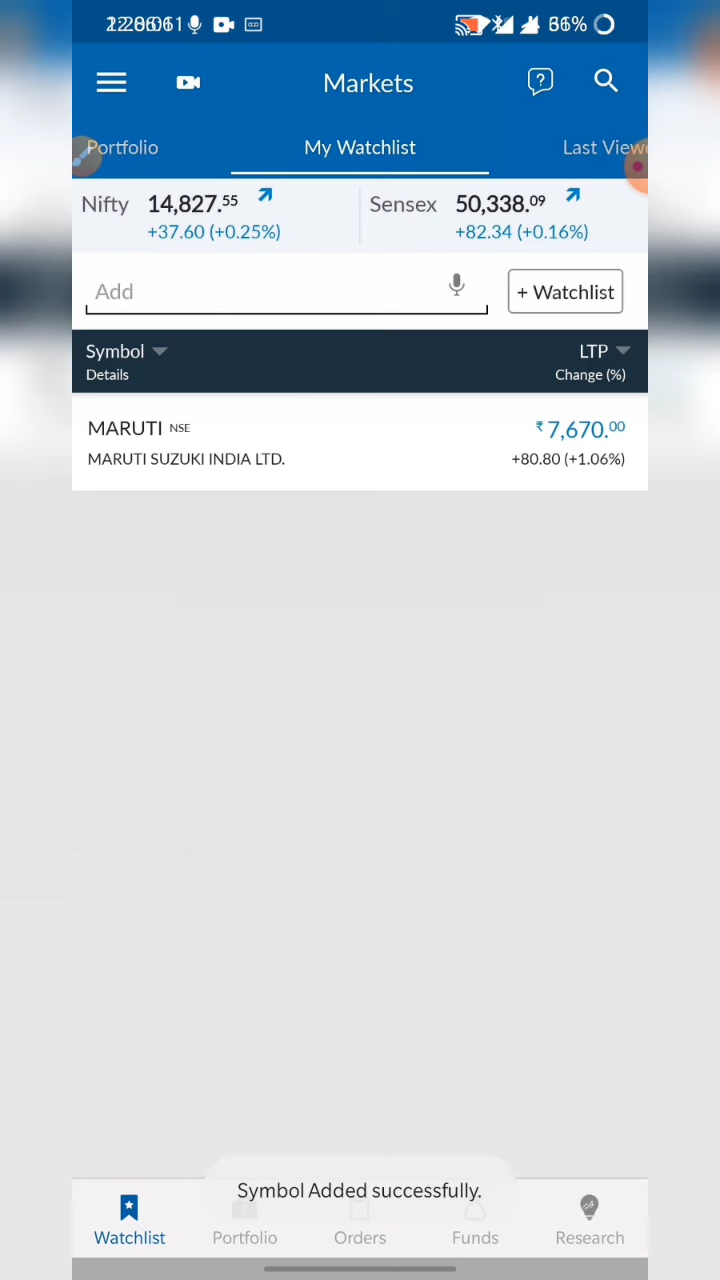 Markets
Portfolio My Watchlist Last View
Nifty 14,827.55 Sensex 50,338.09
+37.60 (+0.25%) +82.34 (+0.16%)
Add + Watchlist
Symbol LTP
Details Change (%)
MARUTI NSE ₹7,670.00
MARUTI SUZUKI INDIA LTD. +80.80 (+1.06%)
Symbol Added successfully.
Watchlist Portfolio Orders Funds Research